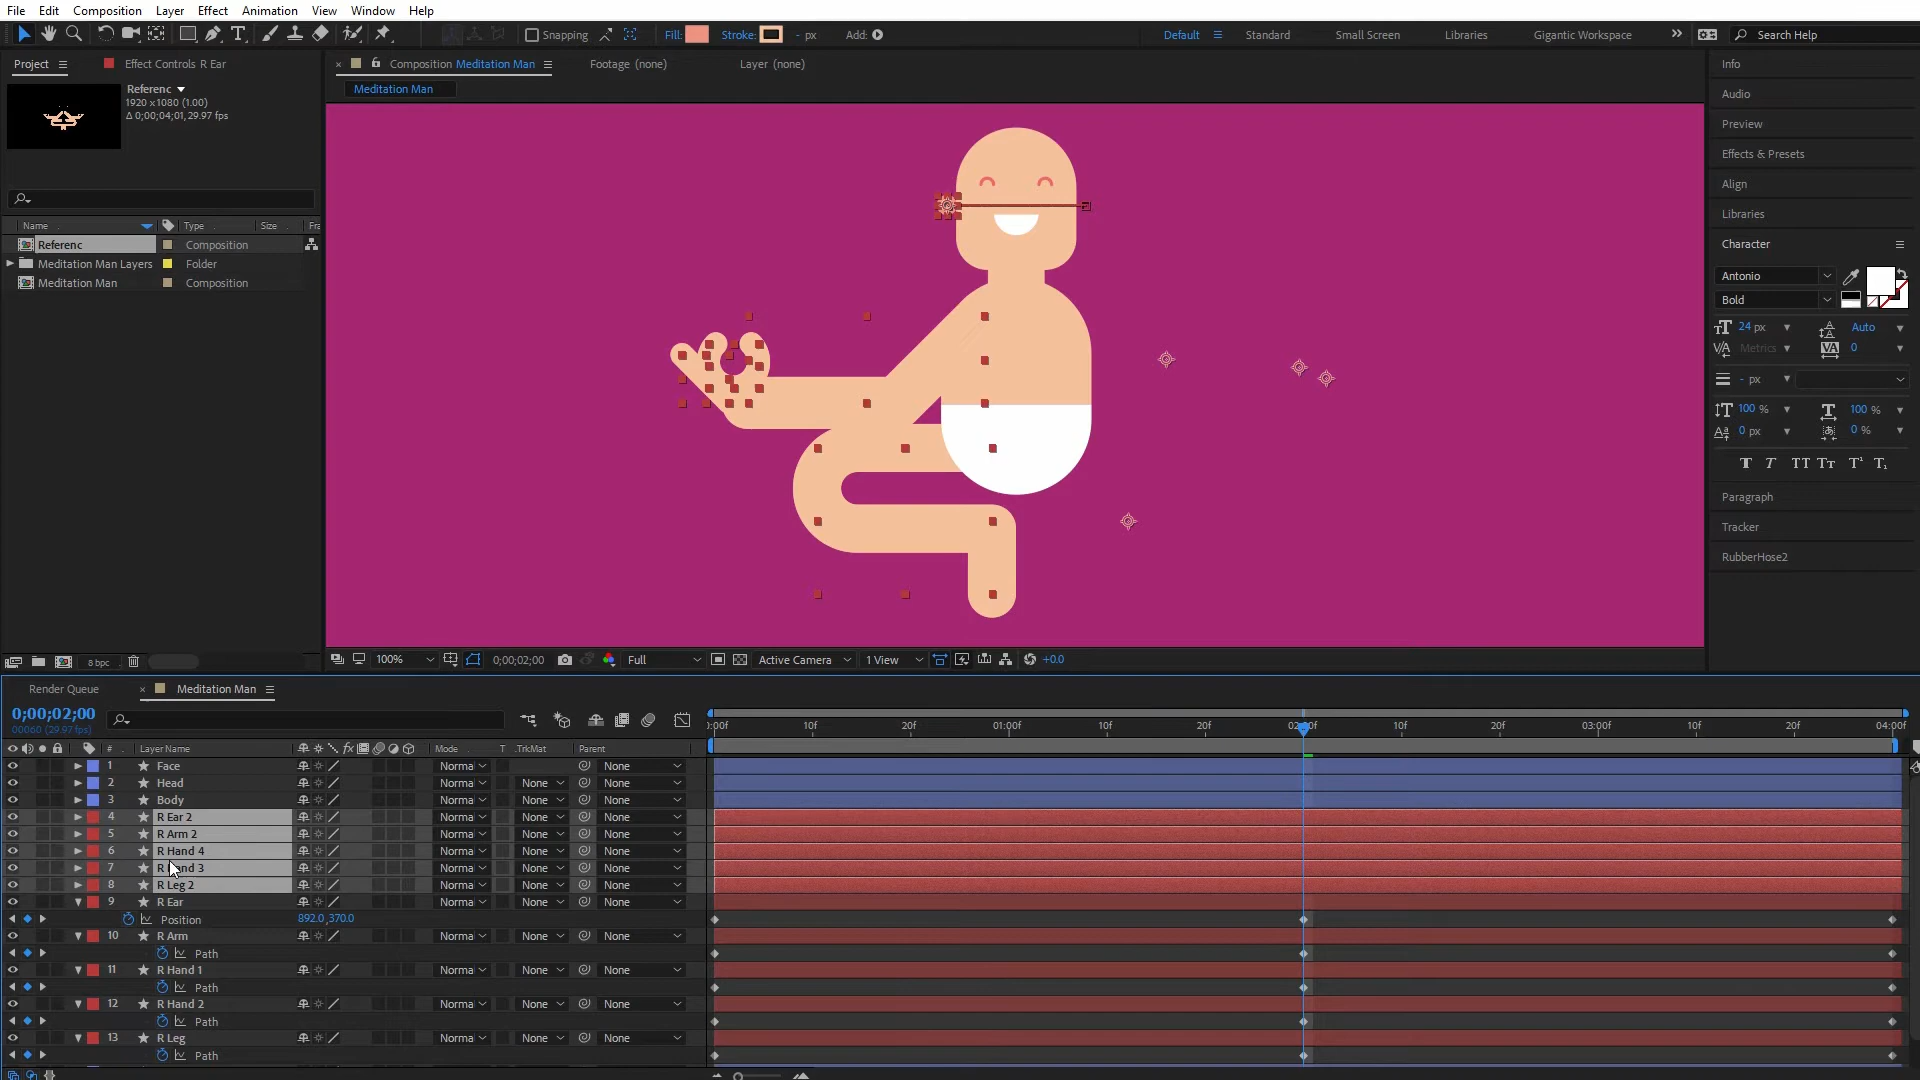 File Edit Composition Layer Effect Animation View Window Help
Snapping Fill: Stroke: - px Add: Default Standard Small Screen Libraries Gigantic Workspace Search Help
Project Effect Controls R Ear Composition Meditation Man Footage (none) Layer (none) Info
Referenc
1920 x 1080 (1.00)
Δ 0;00;04;01, 29.97 fps
Meditation Man
Audio
Preview
Effects & Presets
Align
Libraries
Character
Name Type Size Fra
Referenc Composition
Meditation Man Layers Folder
Meditation Man Composition
Antonio
Bold
24 px Auto
Metrics 0
- px
100 % 100 %
0 px 0 %
Paragraph
Tracker
RubberHose2
8 bpc 100% 0;00;02;00 Full Active Camera 1 View +0.0
Render Queue Meditation Man
0;00;02;00
00060 (29.97 fps)
:00f 10f 20f 01:00f 10f 20f 02:00f 10f 20f 03:00f 10f 20f 04:00f
# Layer Name Mode T .TrkMat Parent
1 Face Norma None
2 Head Norma None None
3 Body Norma None None
4 R Ear 2 Norma None None
5 R Arm 2 Norma None None
6 R Hand 4 Norma None None
7 R Hand 3 Norma None None
8 R Leg 2 Norma None None
9 R Ear Norma None None
Position 892.0,370.0
10 R Arm Norma None None
Path
11 R Hand 1 Norma None None
Path
12 R Hand 2 Norma None None
Path
13 R Leg Norma None None
Path